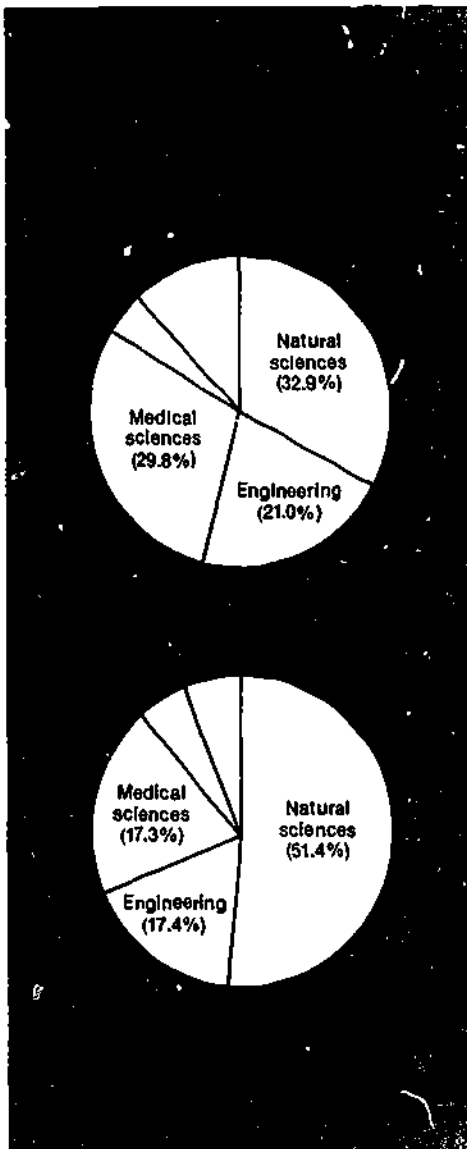 Natural
sciences
(32.9%)
Medical
sciences
(29.8%)
Engineering
(21.0%)
Medical
sciences
(17.3%)
Natural
sciences
(51.4%)
Engineering
(17.4%)